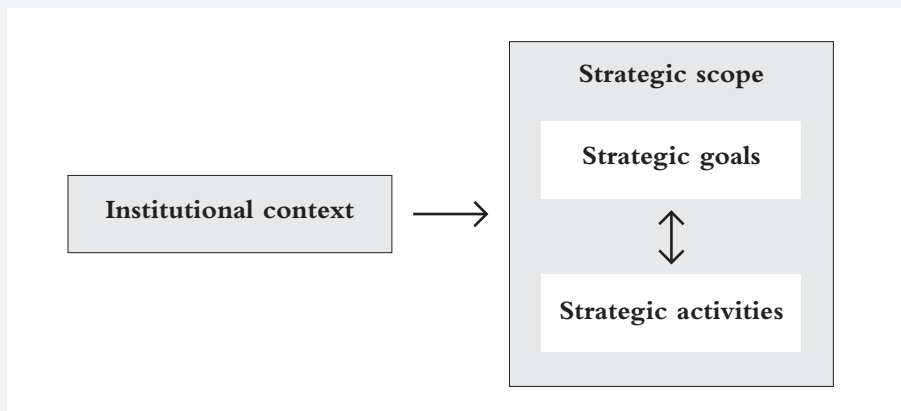 Strategic scope
Strategic goals
Institutional context
Strategic activities